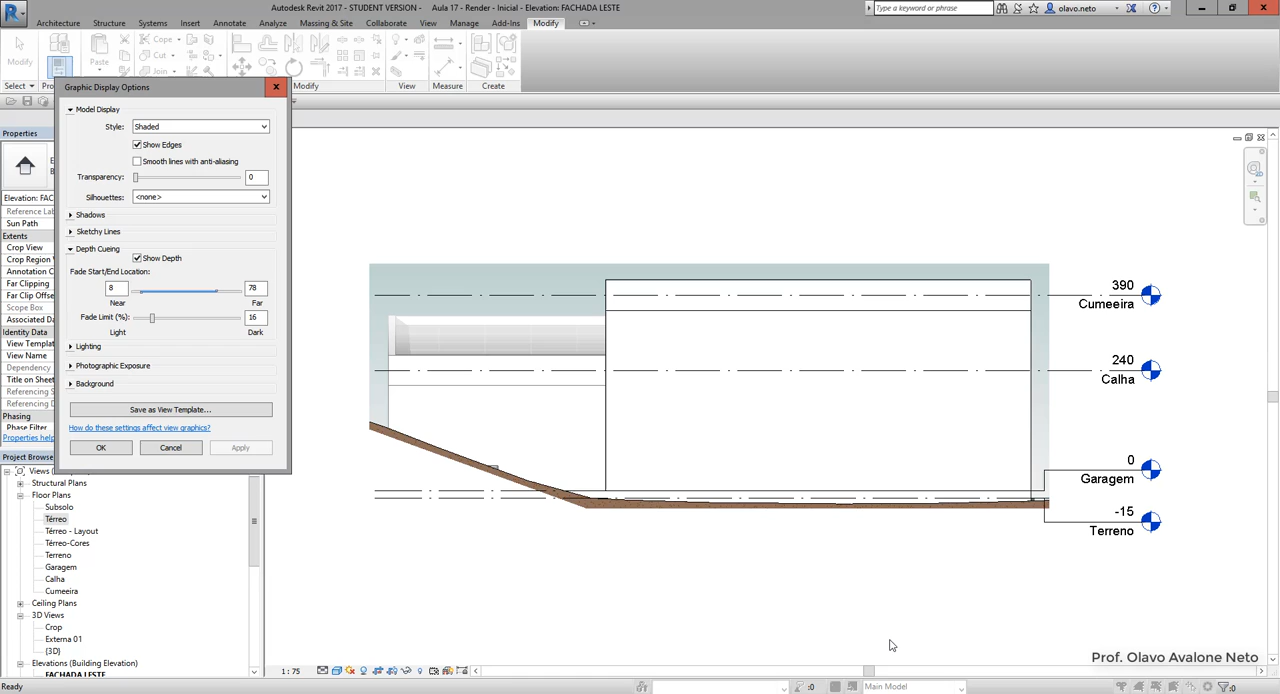 Autodesk Revit 2017 - STUDENT VERSION -
Aula 17 - Render - Inicial - Elevation: FACHADA LESTE
Type a keyword or phrase
olavo.neto
Architecture
Structure
Systems
Insert
Annotate
Analyze
Massing & Site
Collaborate
View
Manage
Add-Ins
Modify
Modify
Paste
Cope
Cut
Join
Select
Modify
View
Measure
Create
Properties
Elevation: FAC
Reference Lab
Sun Path
Extents
Crop View
Crop Region V
Annotation C
Far Clipping
Far Clip Offse
Scope Box
Associated Da
Identity Data
View Templat
View Name
Dependency
Title on Sheet
Referencing S
Referencing D
Phasing
Phase Filter
Properties help
Graphic Display Options
Model Display
Style:
Shaded
Show Edges
Smooth lines with anti-aliasing
Transparency:
0
Silhouettes:
<none>
Shadows
Sketchy Lines
Depth Cueing
Show Depth
Fade Start/End Location:
8
78
Near
Far
Fade Limit (%):
16
Light
Dark
Lighting
Photographic Exposure
Background
Save as View Template...
How do these settings affect view graphics?
OK
Cancel
Apply
Project Browse
Views (
Structural Plans
Floor Plans
Subsolo
Térreo
Térreo - Layout
Térreo-Cores
Terreno
Garagem
Calha
Cumeeira
Ceiling Plans
3D Views
Crop
Externa 01
{3D}
Elevations (Building Elevation)
FACHADA LESTE
390
Cumeeira
240
Calha
0
Garagem
-15
Terreno
1 : 75
Prof. Olavo Avalone Neto
Ready
:0
Main Model
:0